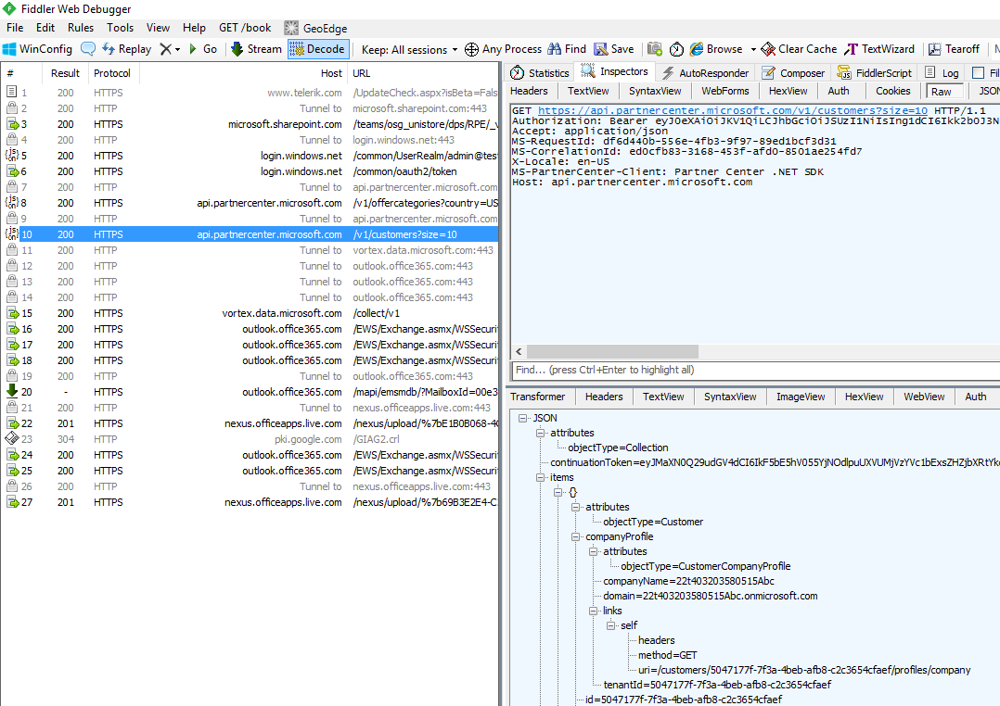 Fiddler Web Debugger
File Edit Rules Tools View Help GET /book GeoEdge
WinConfig Replay Go Stream Decode Keep: All sessions Any Process Find Save Browse Clear Cache TextWizard Tearoff
# Result Protocol Host URL
1 200 HTTPS www.telerik.com /UpdateCheck.aspx?isBeta=Fals
2 200 HTTP Tunnel to microsoft.sharepoint.com:443
3 200 HTTPS microsoft.sharepoint.com /teams/osg_unistore/dps/RPE/_v
4 200 HTTP Tunnel to login.windows.net:443
5 200 HTTPS login.windows.net /common/UserRealm/admin@test
6 200 HTTPS login.windows.net /common/oauth2/token
7 200 HTTP Tunnel to api.partnercenter.microsoft.com
8 200 HTTPS api.partnercenter.microsoft.com /v1/offercategories?country=US
9 200 HTTP Tunnel to api.partnercenter.microsoft.com
10 200 HTTPS api.partnercenter.microsoft.com /v1/customers?size=10
11 200 HTTP Tunnel to vortex.data.microsoft.com:443
12 200 HTTP Tunnel to outlook.office365.com:443
13 200 HTTP Tunnel to outlook.office365.com:443
14 200 HTTP Tunnel to outlook.office365.com:443
15 200 HTTPS vortex.data.microsoft.com /collect/v1
16 200 HTTPS outlook.office365.com /EWS/Exchange.asmx/WSSecurit
17 200 HTTPS outlook.office365.com /EWS/Exchange.asmx/WSSecurit
18 200 HTTPS outlook.office365.com /EWS/Exchange.asmx/WSSecurit
19 200 HTTP Tunnel to outlook.office365.com:443
20 - HTTPS outlook.office365.com /mapi/emsmdb/?MailboxId=00e3
21 200 HTTP Tunnel to nexus.officeapps.live.com:443
22 201 HTTPS nexus.officeapps.live.com /nexus/upload/%7bE1B0B068-4C
23 304 HTTP pki.google.com /GIAG2.crl
24 200 HTTPS outlook.office365.com /EWS/Exchange.asmx/WSSecurit
25 200 HTTPS outlook.office365.com /EWS/Exchange.asmx/WSSecurit
26 200 HTTP Tunnel to nexus.officeapps.live.com:443
27 201 HTTPS nexus.officeapps.live.com /nexus/upload/%7b69B3E2E4-C
Statistics Inspectors AutoResponder Composer FiddlerScript Log Fil
Headers TextView SyntaxView WebForms HexView Auth Cookies Raw JSON
GET https://api.partnercenter.microsoft.com/v1/customers?size=10 HTTP/1.1
Authorization: Bearer
Accept: application/json
MS-RequestId: df6d440b-556e-4fb3-9f97-89ed1bcf3d31
MS-CorrelationId: ed0cfb83-3168-453f-afd0-8501ae254fd7
X-Locale: en-US
MS-PartnerCenter-Client: Partner Center .NET SDK
Host: api.partnercenter.microsoft.com
Find... (press Ctrl+Enter to highlight all)
Transformer Headers TextView SyntaxView ImageView HexView WebView Auth
JSON
attributes
objectType=Collection
items
{}
attributes
objectType=Customer
companyProfile
attributes
objectType=CustomerCompanyProfile
companyName=22t403203580515Abc
domain=22t403203580515Abc.onmicrosoft.com
links
self
headers
method=GET
uri=/customers/5047177f-7f3a-4beb-afb8-c2c3654cfaef/profiles/company
tenantId=5047177f-7f3a-4beb-afb8-c2c3654cfaef
id=5047177f-7f3a-4beb-afb8-c2c3654cfaef